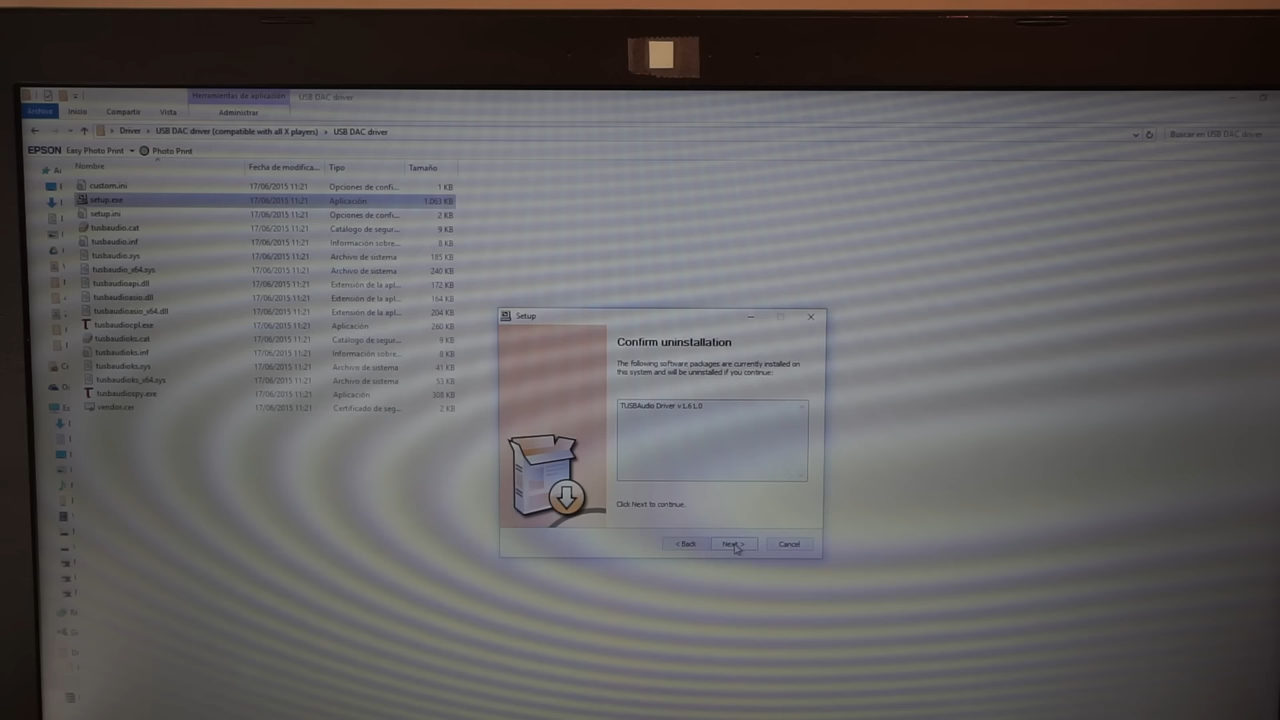 Herramientas de aplicación USB DAC driver
Archivo Inicio Compartir Vista Administrar
Driver › USB DAC driver (compatible with all X players) › USB DAC driver Buscar en USB DAC driver
EPSON Easy Photo Print Photo Print
Nombre Fecha de modifica... Tipo Tamaño
custom.ini 17/06/2015 11:21 Opciones de confi... 1 KB
setup.exe 17/06/2015 11:21 Aplicación 1.063 KB
setup.ini 17/06/2015 11:21 Opciones de confi... 2 KB
tusbaudio.cat 17/06/2015 11:21 Catálogo de segur... 9 KB
tusbaudio.inf 17/06/2015 11:21 Información sobre... 8 KB
tusbaudio.sys 17/06/2015 11:21 Archivo de sistema 185 KB
tusbaudio_x64.sys 17/06/2015 11:21 Archivo de sistema 240 KB
tusbaudioapi.dll 17/06/2015 11:21 Extensión de la apl... 172 KB
tusbaudioasio.dll 17/06/2015 11:21 Extensión de la apl... 164 KB
tusbaudioasio_x64.dll 17/06/2015 11:21 Extensión de la apl... 204 KB
tusbaudiocpl.exe 17/06/2015 11:21 Aplicación 260 KB
tusbaudioks.cat 17/06/2015 11:21 Catálogo de segur... 9 KB
tusbaudioks.inf 17/06/2015 11:21 Información sobre... 8 KB
tusbaudioks.sys 17/06/2015 11:21 Archivo de sistema 41 KB
tusbaudioks_x64.sys 17/06/2015 11:21 Archivo de sistema 53 KB
tusbaudiospy.exe 17/06/2015 11:21 Aplicación 308 KB
vendor.cer 17/06/2015 11:21 Certificado de seg... 2 KB
Setup
Confirm uninstallation
The following software packages are currently installed on
this system and will be uninstalled if you continue:
TUSBAudio Driver v1.61.0
Click Next to continue.
< Back Next > Cancel